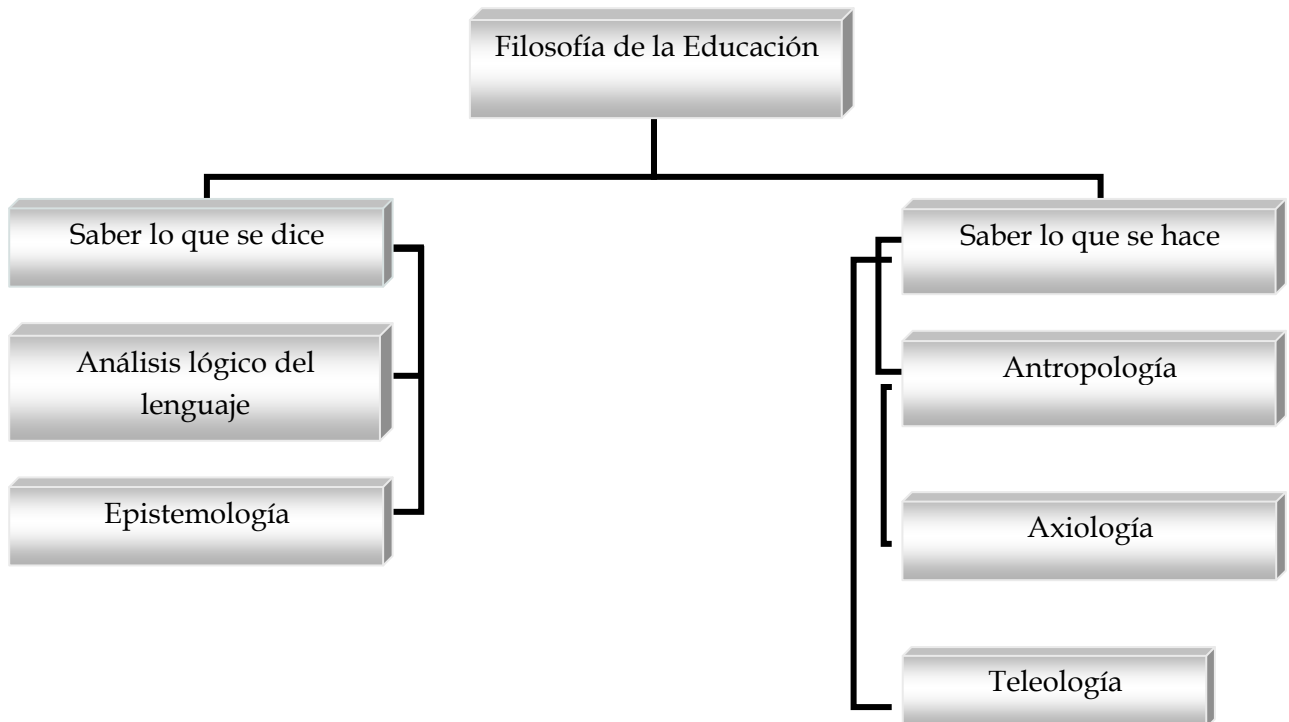 Filosofía de la Educación
Saber lo que se dice
Análisis lógico del
lenguaje
Epistemología
Saber lo que se hace
Antropología
Axiología
Teleología